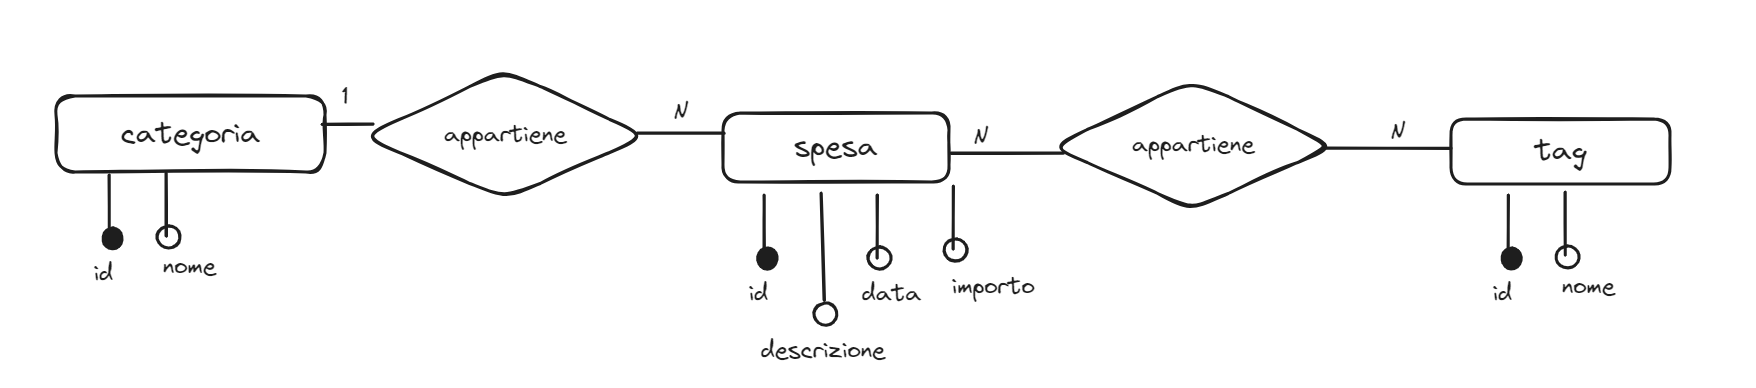 categoria
1
appartiene
N
spesa
N
appartiene
N
tag
id
nome
id
descrizione
data
importo
id
nome